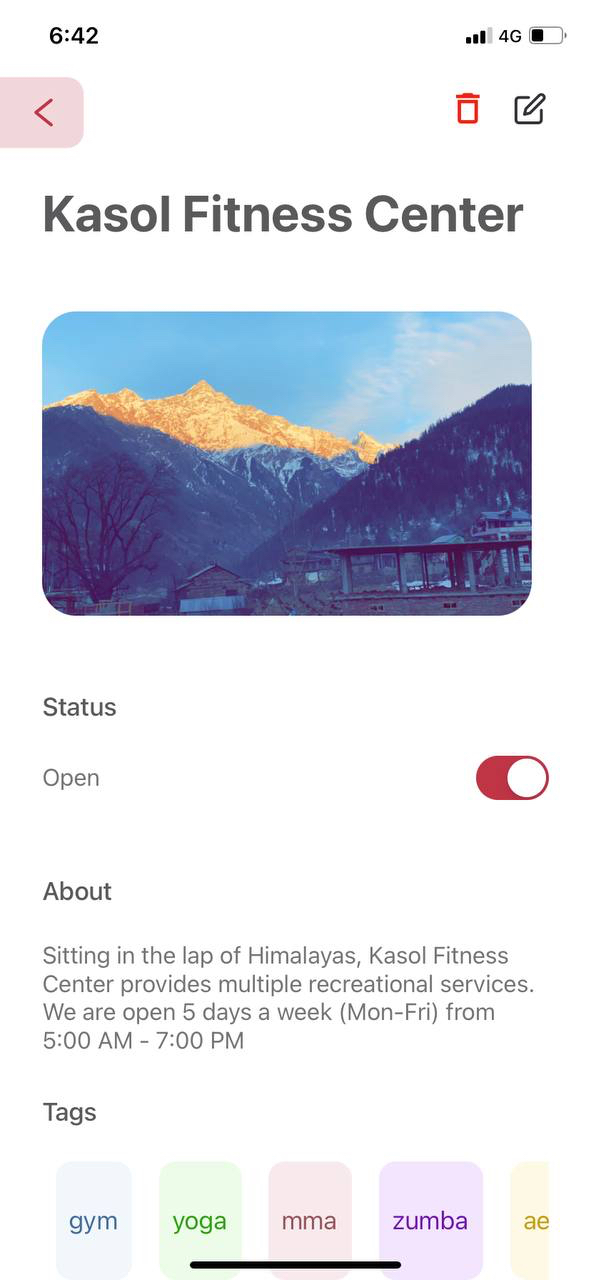 6:42
4G
Kasol Fitness Center
Status
Open
About
Sitting in the lap of Himalayas, Kasol Fitness
Center provides multiple recreational services.
We are open 5 days a week (Mon-Fri) from
5:00 AM - 7:00 PM
Tags
gym yoga mma zumba ae